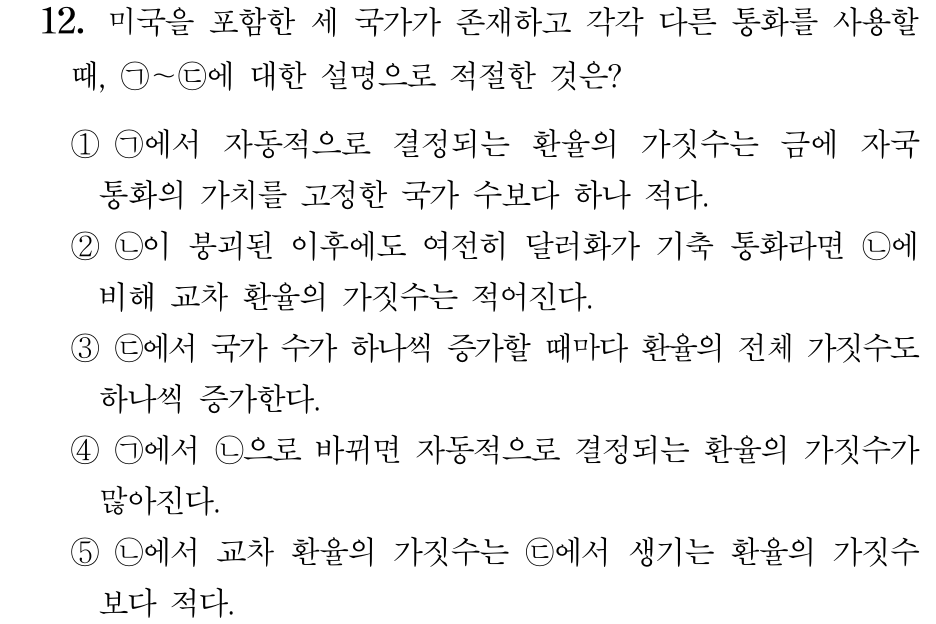 12. 미국을 포함한 세 국가가 존재하고 각각 다른 통화를 사용할
때, ㉠~㉢에 대한 설명으로 적절한 것은?
① ㉠에서 자동적으로 결정되는 환율의 가짓수는 금에 자국
통화의 가치를 고정한 국가 수보다 하나 적다.
② ㉡이 붕괴된 이후에도 여전히 달러화가 기축 통화라면 ㉡에
비해 교차 환율의 가짓수는 적어진다.
③ ㉢에서 국가 수가 하나씩 증가할 때마다 환율의 전체 가짓수도
하나씩 증가한다.
④ ㉠에서 ㉡으로 바뀌면 자동적으로 결정되는 환율의 가짓수가
많아진다.
⑤ ㉡에서 교차 환율의 가짓수는 ㉢에서 생기는 환율의 가짓수
보다 적다.